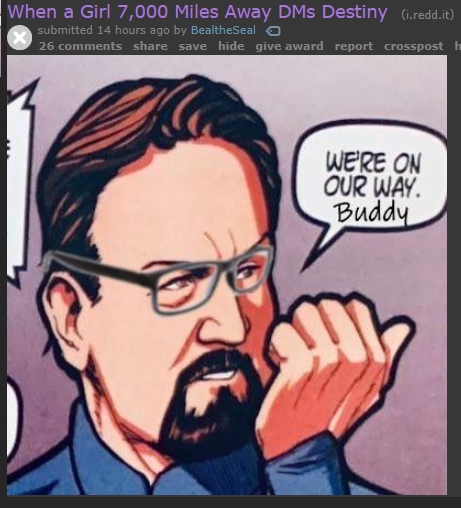 When a Girl 7,000 Miles Away DMs Destiny (i.redd.it)
submitted 14 hours ago by BealtheSeal
26 comments share save hide give award report crosspost h
WE'RE ON
OUR WAY.
Buddy